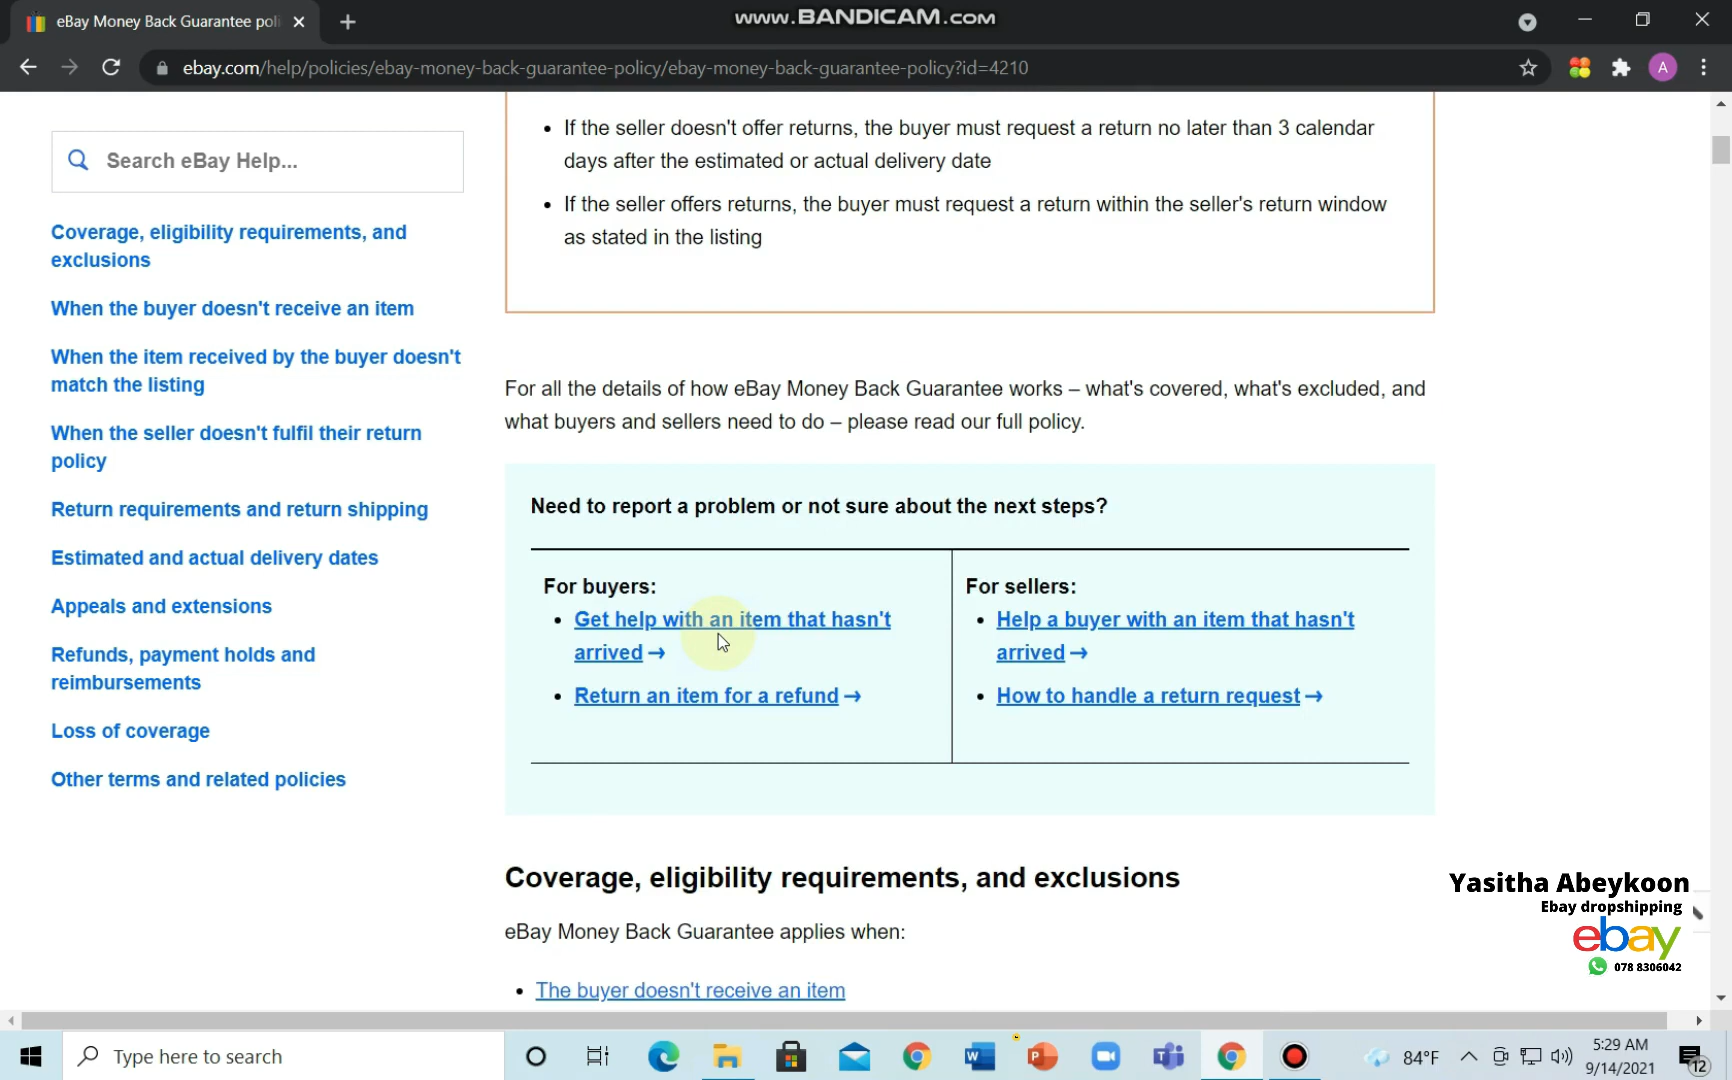 eBay Money Back Guarantee poli
www.BANDICAM.com
ebay.com/help/policies/ebay-money-back-guarantee-policy/ebay-money-back-guarantee-policy?id=4210
A
Search eBay Help...
Coverage, eligibility requirements, and
exclusions
When the buyer doesn't receive an item
When the item received by the buyer doesn't
match the listing
When the seller doesn't fulfil their return
policy
Return requirements and return shipping
Estimated and actual delivery dates
Appeals and extensions
Refunds, payment holds and
reimbursements
Loss of coverage
Other terms and related policies
• If the seller doesn't offer returns, the buyer must request a return no later than 3 calendar
days after the estimated or actual delivery date
• If the seller offers returns, the buyer must request a return within the seller's return window
as stated in the listing
For all the details of how eBay Money Back Guarantee works – what's covered, what's excluded, and
what buyers and sellers need to do – please read our full policy.
Need to report a problem or not sure about the next steps?
For buyers:
• Get help with an item that hasn't
arrived →
• Return an item for a refund →
For sellers:
• Help a buyer with an item that hasn't
arrived →
• How to handle a return request →
Coverage, eligibility requirements, and exclusions
eBay Money Back Guarantee applies when:
• The buyer doesn't receive an item
Yasitha Abeykoon
Ebay dropshipping
ebay
078 8306042
Type here to search
84°F
5:29 AM
9/14/2021
12